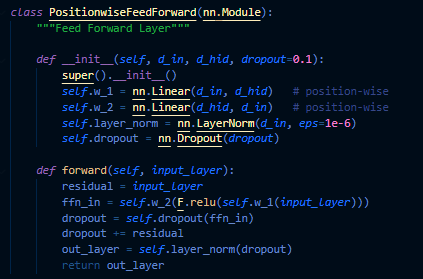 class PositionwiseFeedForward(nn.Module):
    """Feed Forward Layer"""

    def __init__(self, d_in, d_hid, dropout=0.1):
        super().__init__()
        self.w_1 = nn.Linear(d_in, d_hid)   # position-wise
        self.w_2 = nn.Linear(d_hid, d_in)   # position-wise
        self.layer_norm = nn.LayerNorm(d_in, eps=1e-6)
        self.dropout = nn.Dropout(dropout)

    def forward(self, input_layer):
        residual = input_layer
        ffn_in = self.w_2(F.relu(self.w_1(input_layer)))
        dropout = self.dropout(ffn_in)
        dropout += residual
        out_layer = self.layer_norm(dropout)
        return out_layer